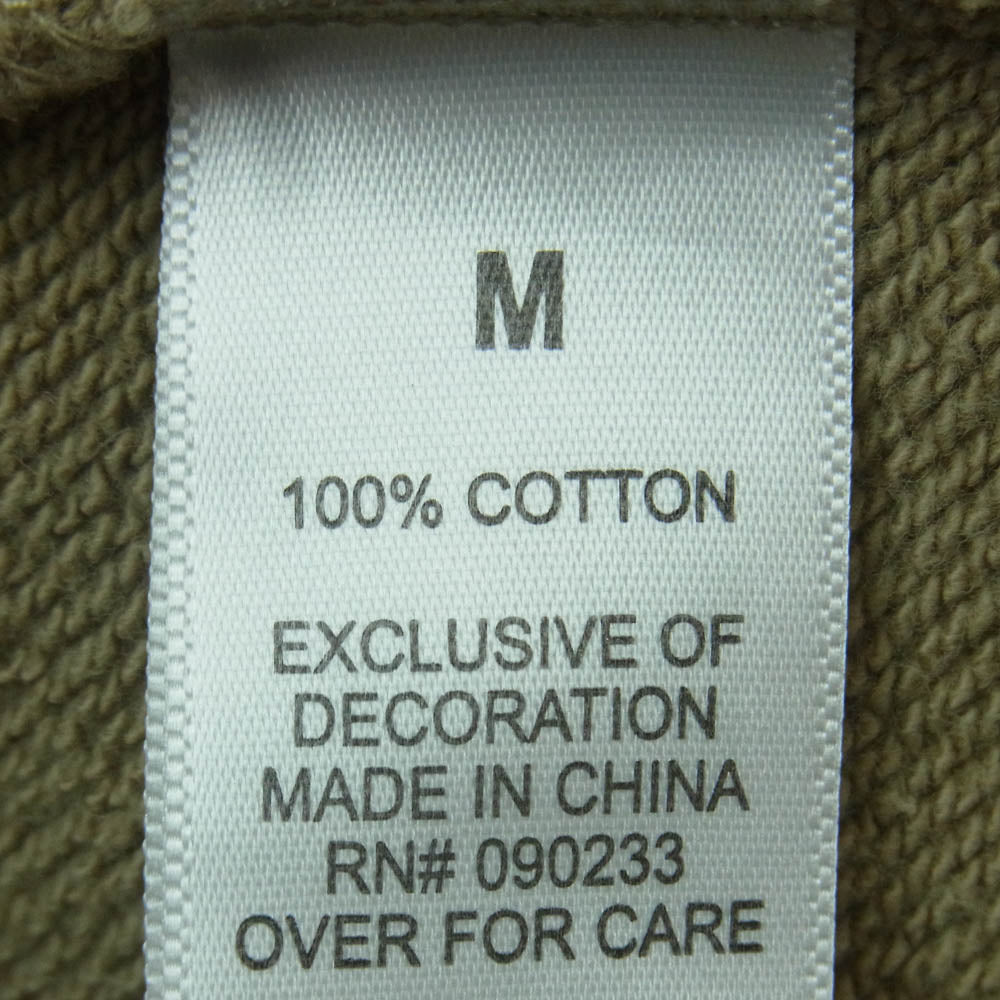 M
100% COTTON
EXCLUSIVE OF
DECORATION
MADE IN CHINA
RN# 090233
OVER FOR CARE